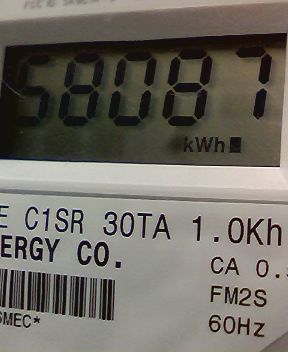 58087
kWh
E C1SR 30TA 1.0Kh
ERGY CO.
CA 0.
FM2S
60Hz
SMEC*